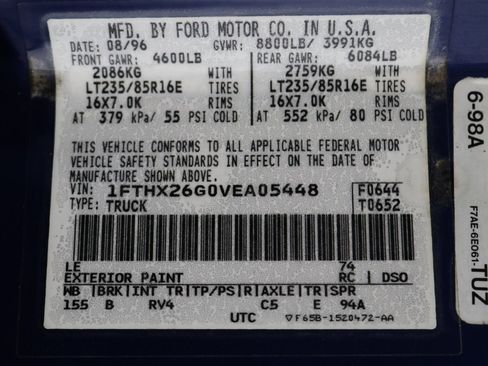 MFD. BY FORD MOTOR CO. IN U.S.A.
DATE: 08/96 GVWR: 8800LB/ 3991KG
FRONT GAWR: 4600LB REAR GAWR: 6084LB
2086KG WITH 2759KG WITH
LT235/85R16E TIRES LT235/85R16E TIRES
16X7.0K RIMS 16X7.0K RIMS
AT 379 kPa/ 55 PSI COLD AT 552 kPa/ 80 PSI COLD
THIS VEHICLE CONFORMS TO ALL APPLICABLE FEDERAL MOTOR
VEHICLE SAFETY STANDARDS IN EFFECT ON THE DATE OF
MANUFACTURE SHOWN ABOVE.
VIN: 1FTHX26G0VEA05448 F0644
TYPE: TRUCK T0652
LE 74
EXTERIOR PAINT RC | DSO
WB |BRK|INT TR|TP/PS|R|AXLE|TR|SPR
155 B RV4 C5 E 94A
UTC ▽F65B-1520472-AA
6-98A
F7AE-6E061-
TUZ